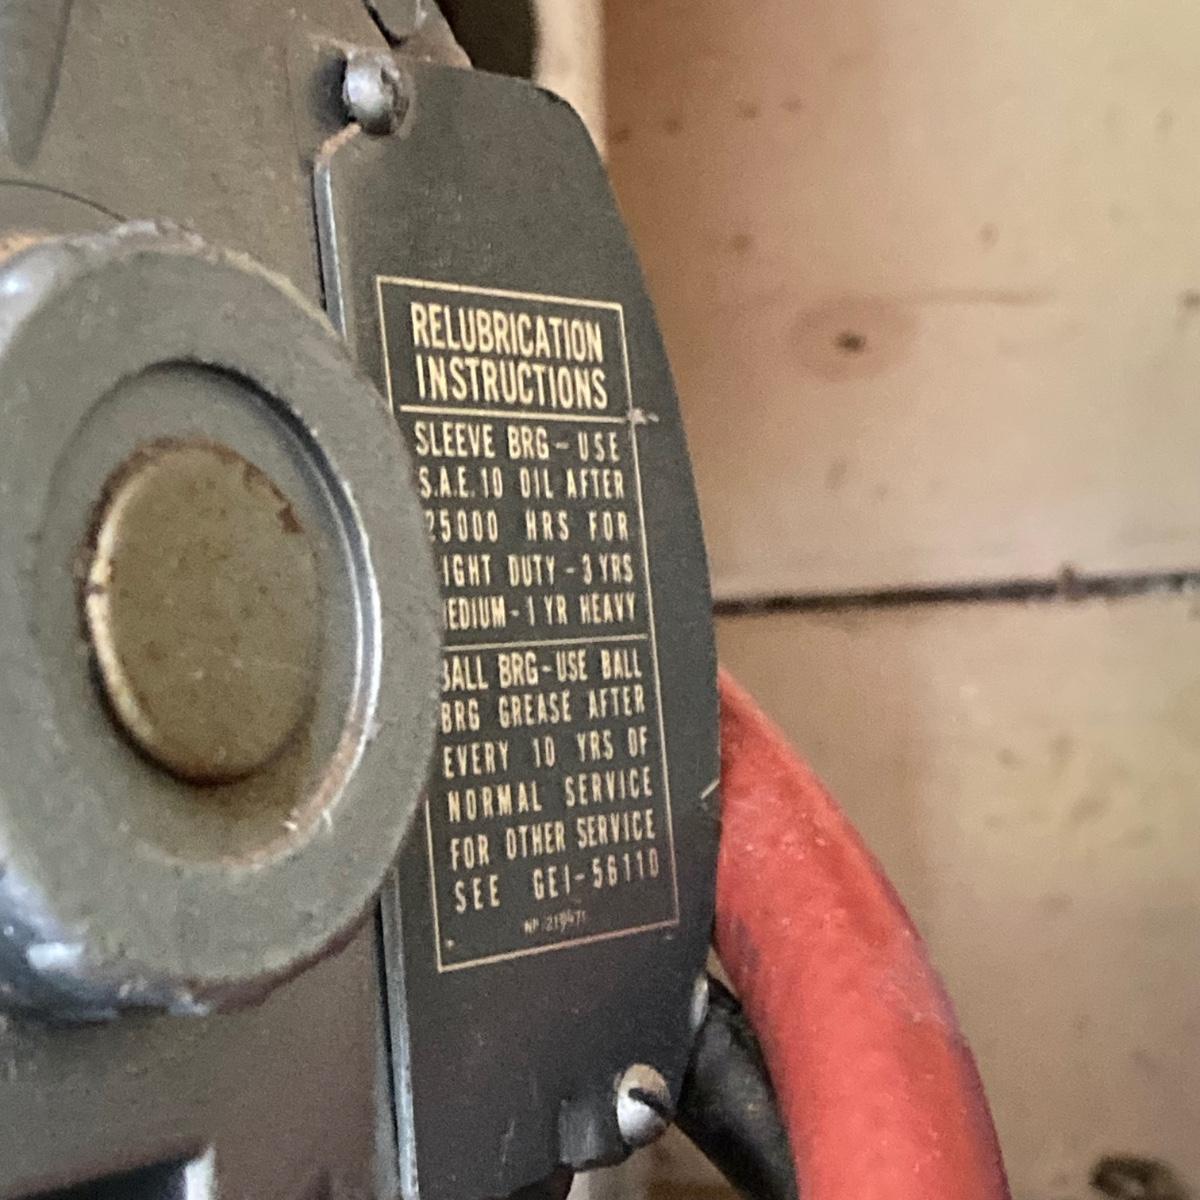 RELUBRICATION
INSTRUCTIONS
SLEEVE BRG - USE
S.A.E. 10 OIL AFTER
25000 HRS FOR
IGHT DUTY - 3 YRS
EDIUM - 1 YR HEAVY
BALL BRG - USE BALL
BRG GREASE AFTER
EVERY 10 YRS OF
NORMAL SERVICE
FOR OTHER SERVICE
SEE GEI-56110
NP